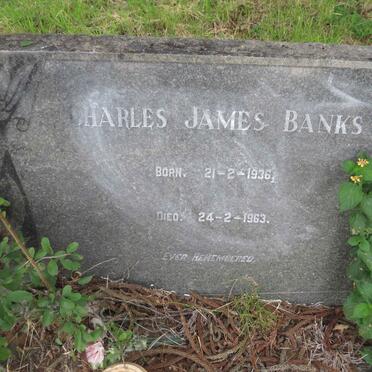 CHARLES JAMES BANKS
BORN. 21-2-1936.
DIED. 24-2-1963.
EVER REMEMBERED.